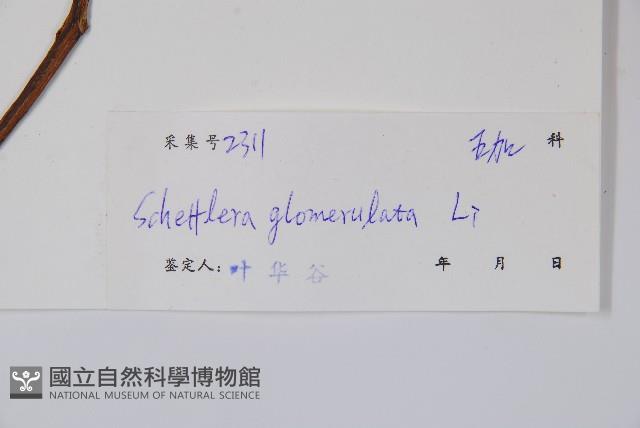 采集号 2311 五加 科
Schefflera glomerulata Li
鉴定人： 叶华谷 年 月 日
國立自然科學博物館
NATIONAL MUSEUM OF NATURAL SCIENCE